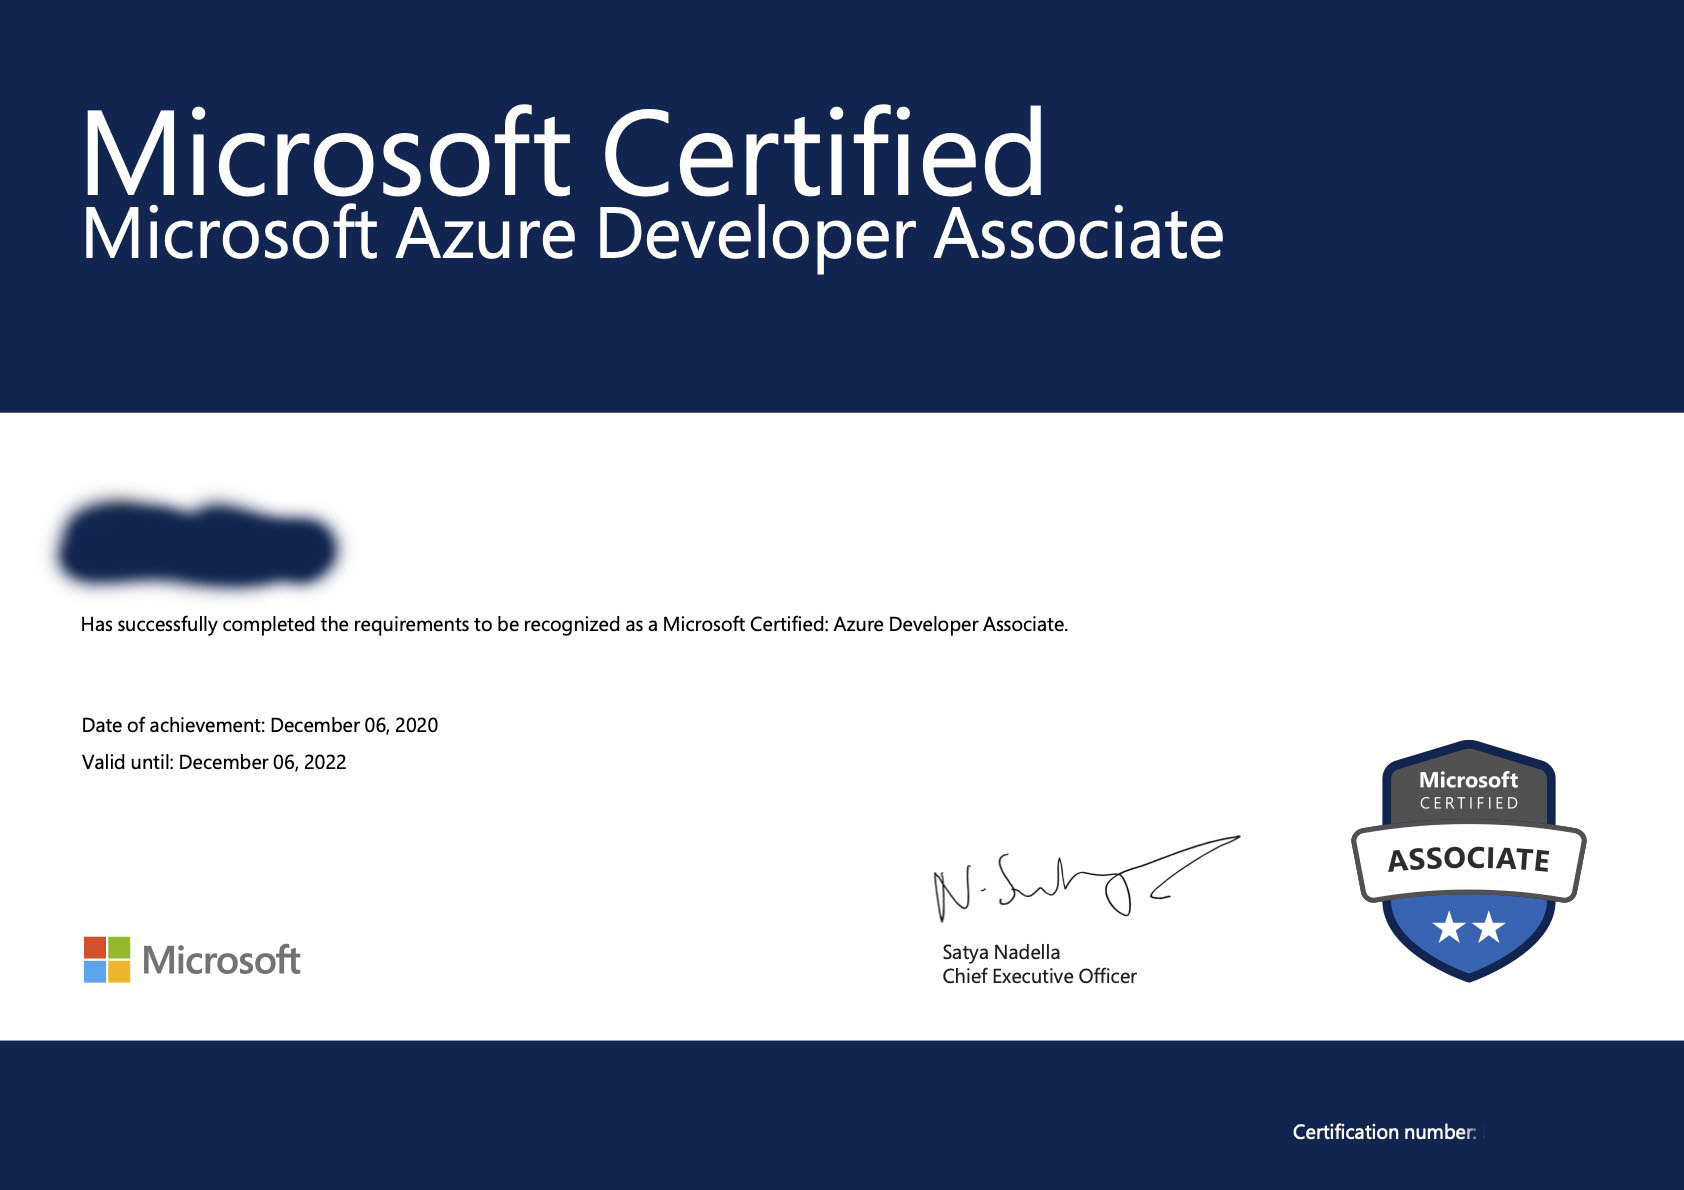 Microsoft Certified
Microsoft Azure Developer Associate
Has successfully completed the requirements to be recognized as a Microsoft Certified: Azure Developer Associate.
Date of achievement: December 06, 2020
Valid until: December 06, 2022
Microsoft
CERTIFIED
ASSOCIATE
N. Satya
Satya Nadella
Chief Executive Officer
Microsoft
Certification number: